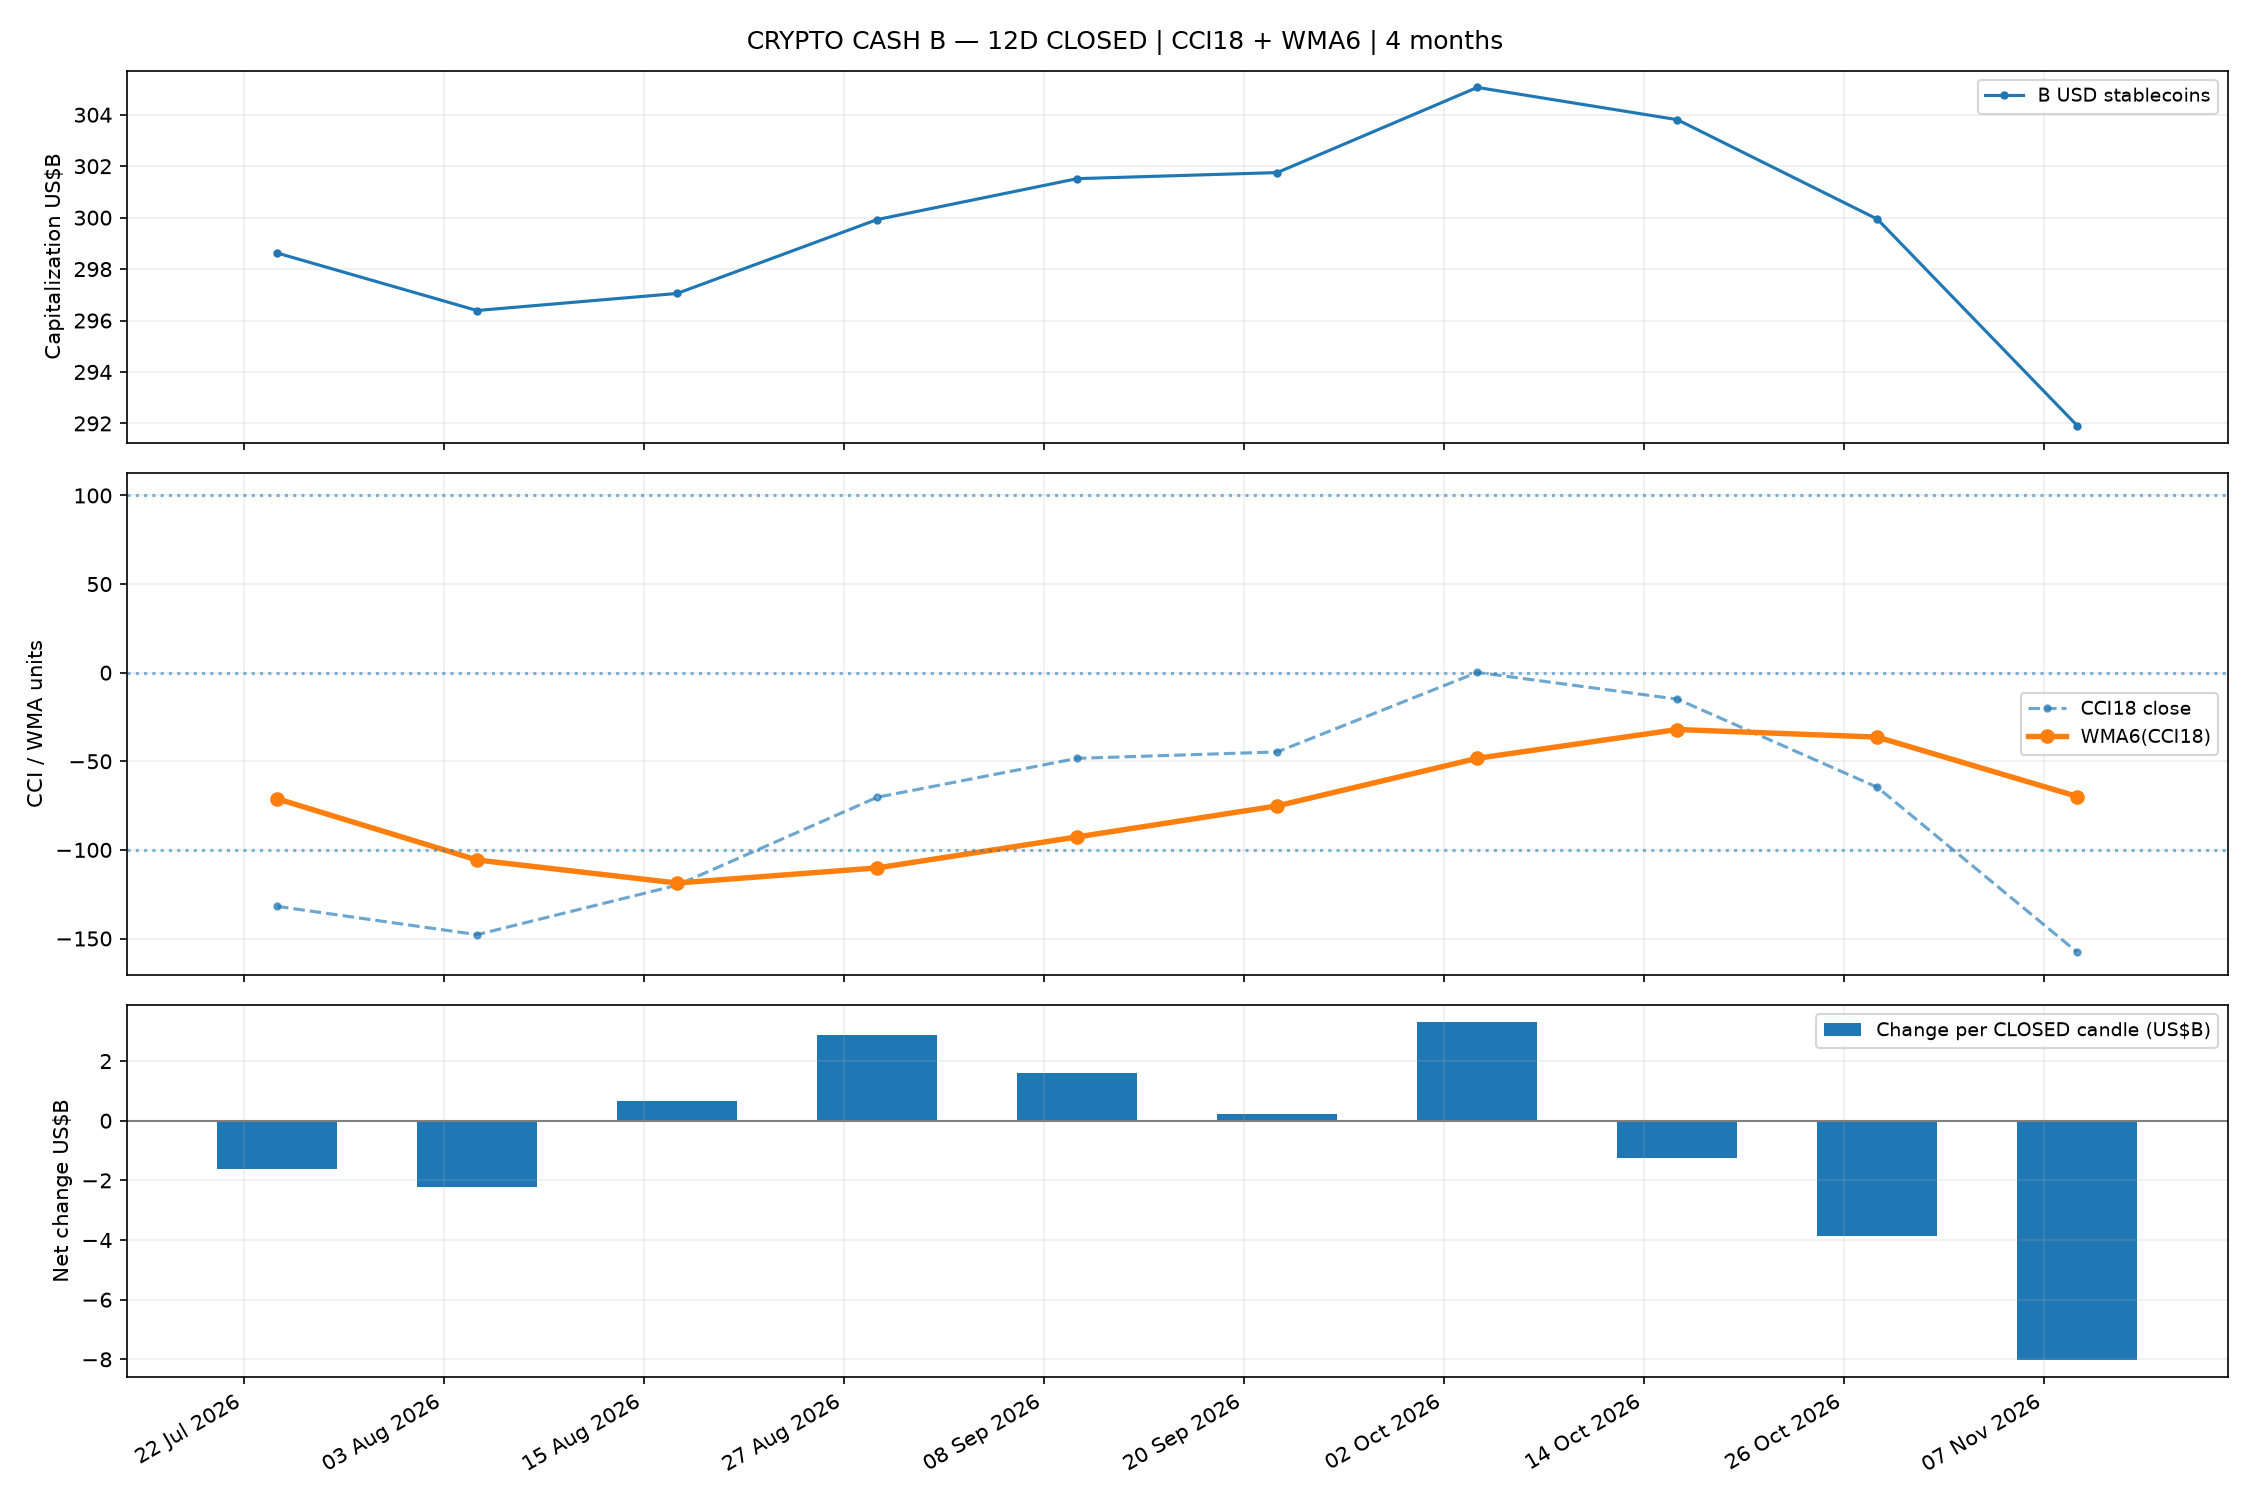 CRYPTO CASH B — 12D CLOSED | CCI18 + WMA6 | 4 months
Capitalization US$B
304
302
300
298
296
294
292
B USD stablecoins
CCI / WMA units
100
50
0
−50
−100
−150
CCI18 close
WMA6(CCI18)
Net change US$B
2
0
−2
−4
−6
−8
Change per CLOSED candle (US$B)
22 Jul 2026
03 Aug 2026
15 Aug 2026
27 Aug 2026
08 Sep 2026
20 Sep 2026
02 Oct 2026
14 Oct 2026
26 Oct 2026
07 Nov 2026